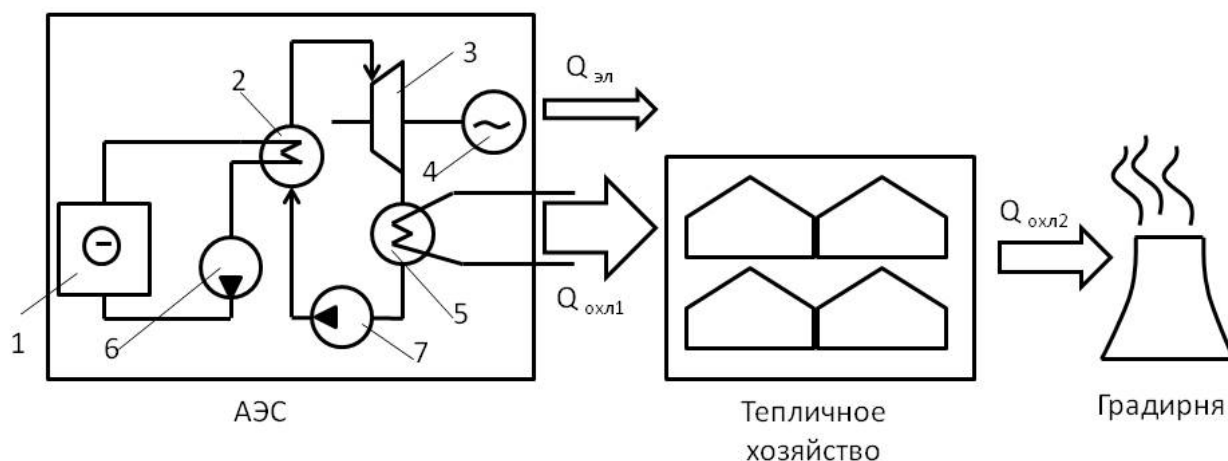 3
Q эл
2
4
Q охл2
Q охл1
1
6
7
5
АЭС
Тепличное
хозяйство
Градирня